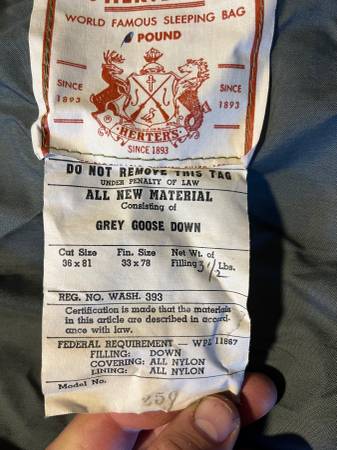 WORLD FAMOUS SLEEPING BAG
POUND
SINCE
1893
SINCE
1893
HERTERS
SINCE 1893
DO NOT REMOVE THIS TAG
UNDER PENALTY OF LAW
ALL NEW MATERIAL
Consisting of
GREY GOOSE DOWN
Cut Size Fin. Size Net Wt. of
36 x 81 33 x 78 Filling 3 1/2 Lbs.
REG. NO. WASH. 393
Certification is made that the materials
in this article are described in accord-
ance with law.
FEDERAL REQUIREMENT — WPL 11867
FILLING: DOWN
COVERING: ALL NYLON
LINING: ALL NYLON
Model No.